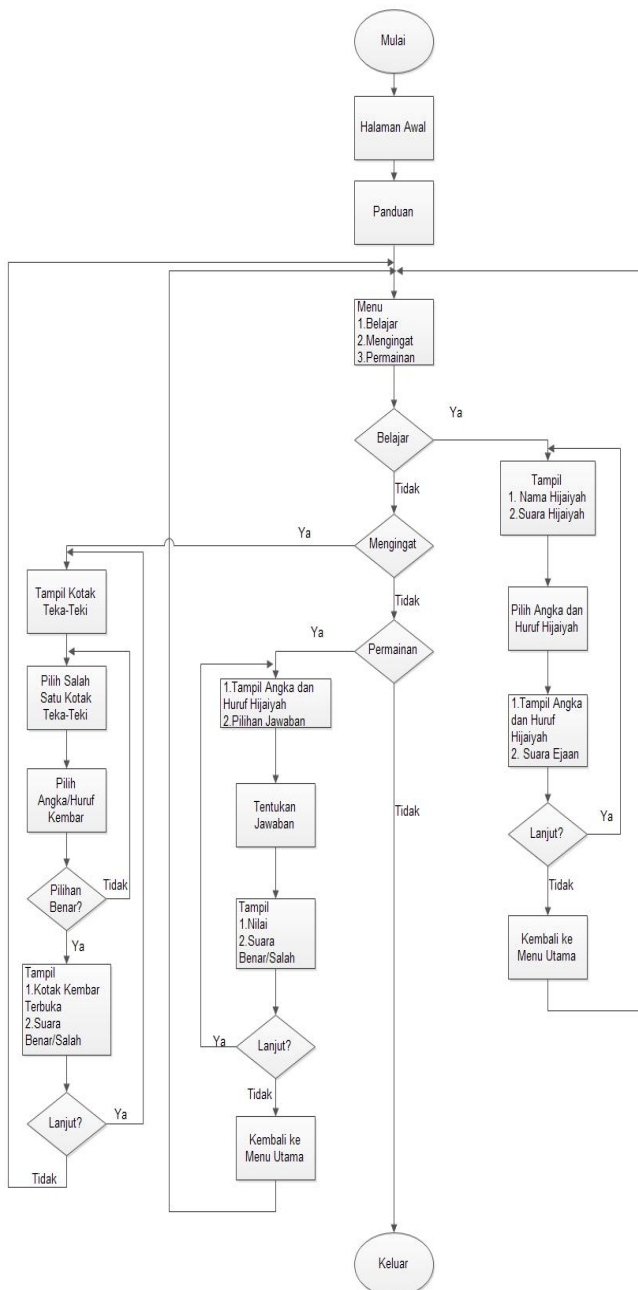 Mulai
Halaman Awal
Panduan
Menu
1.Belajar
2.Mengingat
3.Permainan
Belajar
Ya
Tidak
Tampil
1. Nama Hijaiyah
2.Suara Hijaiyah
Pilih Angka dan
Huruf Hijaiyah
1.Tampil Angka
dan Huruf
Hijaiyah
2. Suara Ejaan
Lanjut?
Ya
Tidak
Kembali ke
Menu Utama
Mengingat
Ya
Tidak
Tampil Kotak
Teka-Teki
Pilih Salah
Satu Kotak
Teka-Teki
Pilih
Angka/Huruf
Kembar
Pilihan
Benar?
Tidak
Ya
Tampil
1.Kotak Kembar
Terbuka
2.Suara
Benar/Salah
Lanjut?
Ya
Tidak
Permainan
Ya
Tidak
1.Tampil Angka dan
Huruf Hijaiyah
2.Pilihan Jawaban
Tentukan
Jawaban
Tampil
1.Nilai
2.Suara
Benar/Salah
Lanjut?
Ya
Tidak
Kembali ke
Menu Utama
Keluar